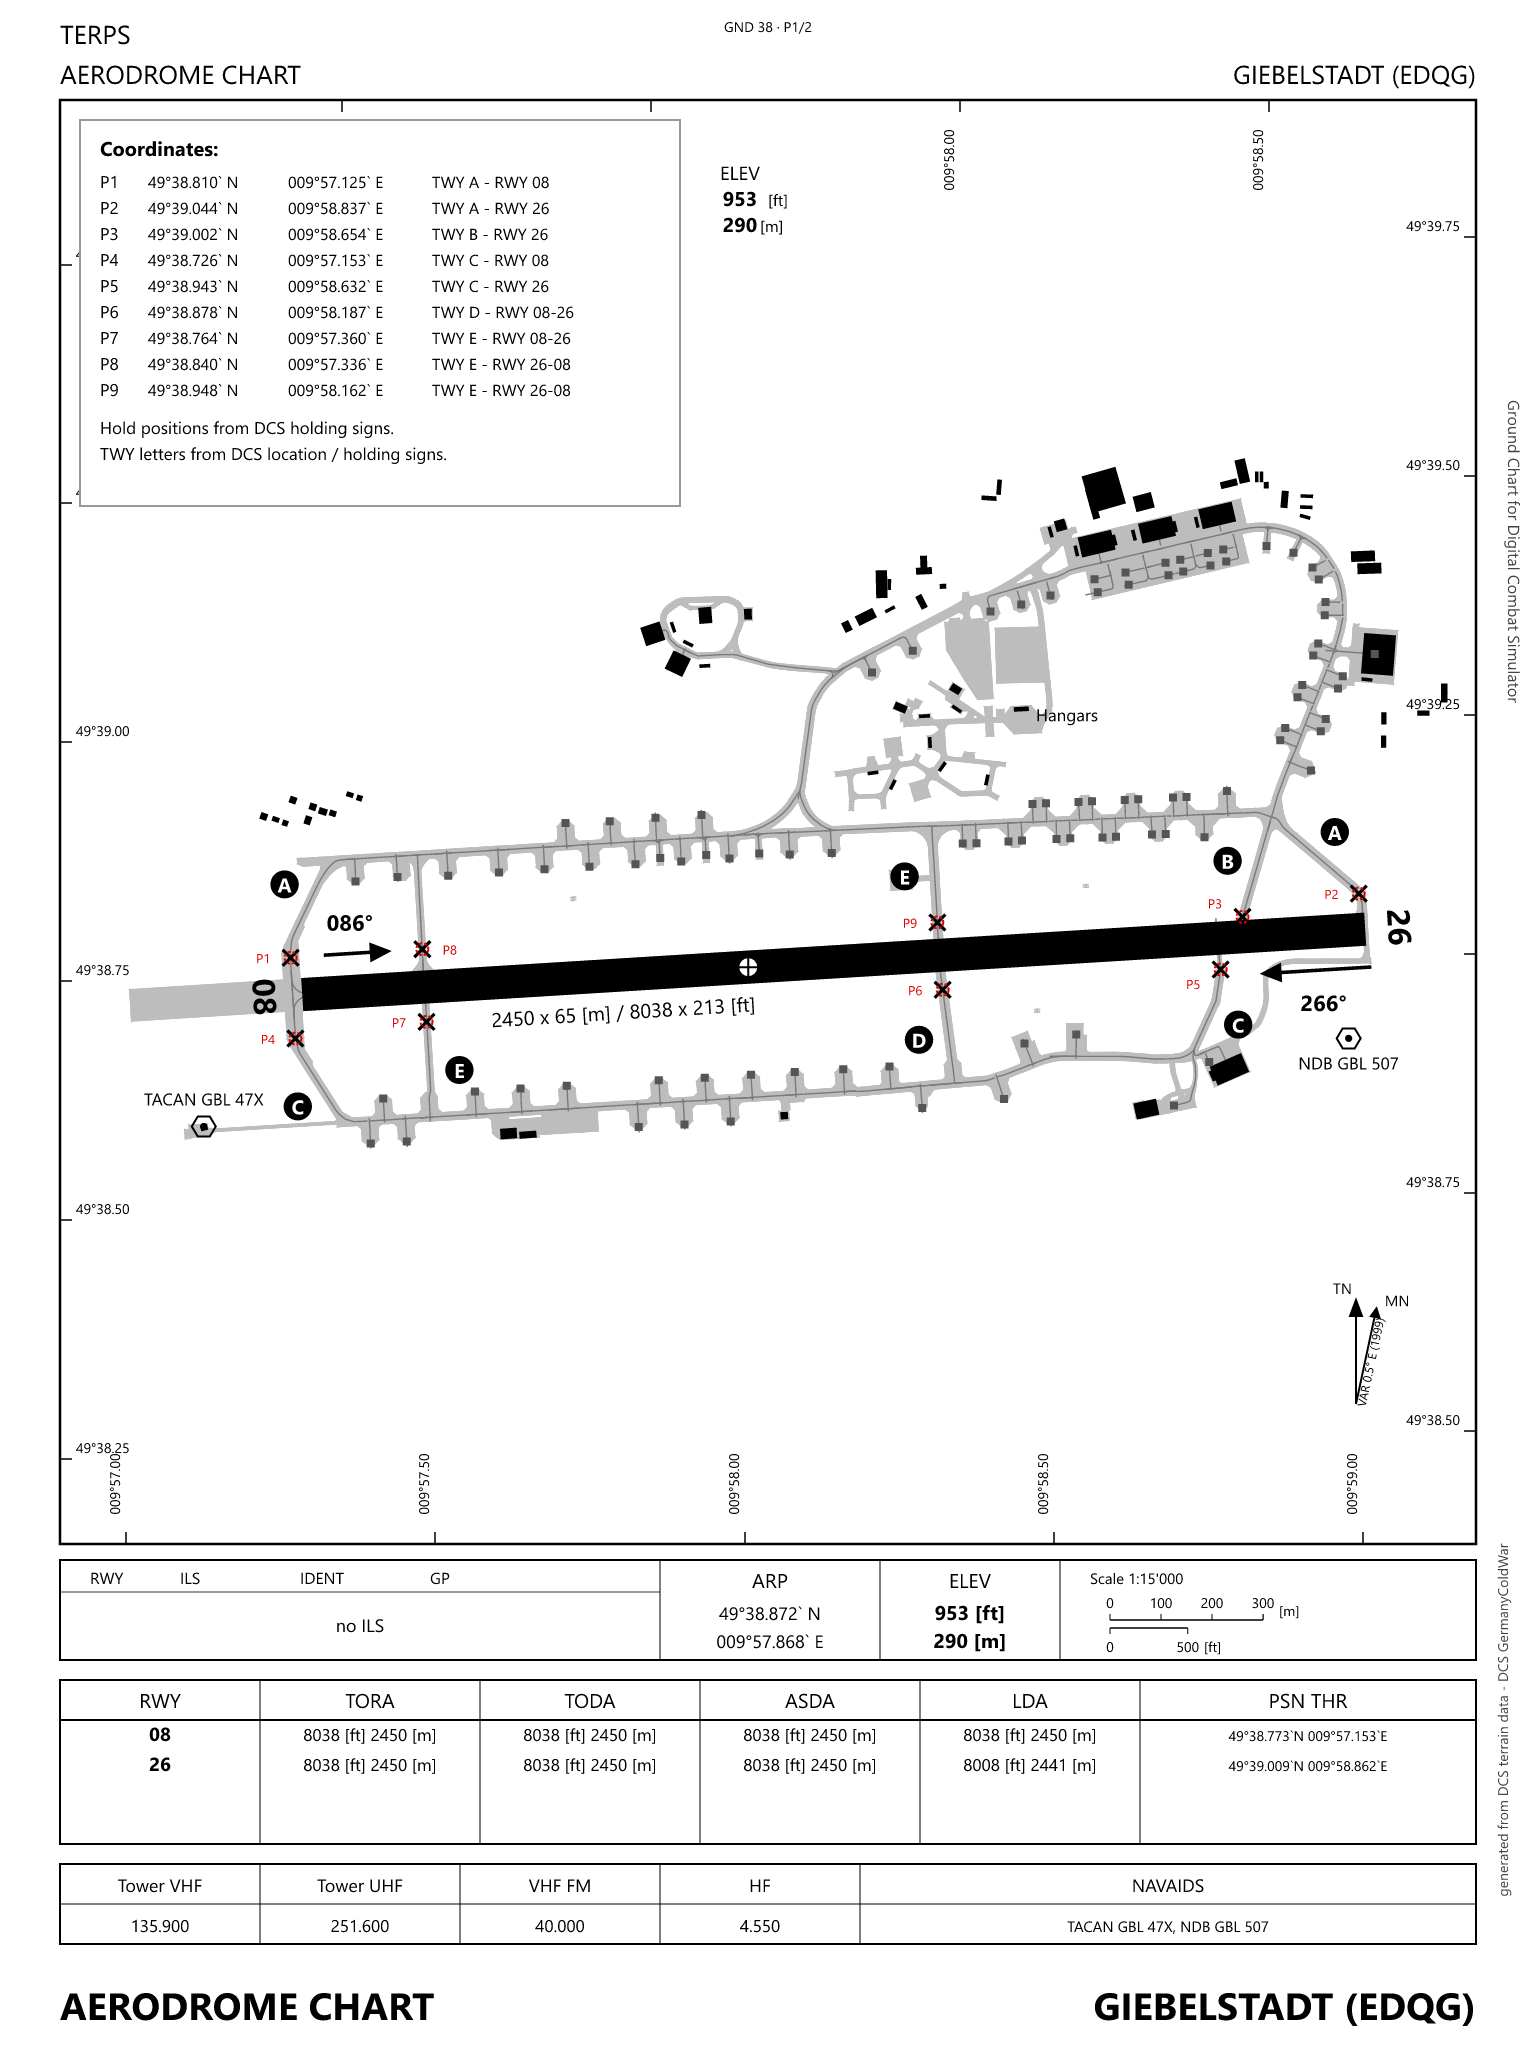 GND 38 · P1/2
TERPS
AERODROME CHART
GIEBELSTADT (EDQG)
Coordinates:
P1 49°38.810` N 009°57.125` E TWY A - RWY 08
P2 49°39.044` N 009°58.837` E TWY A - RWY 26
P3 49°39.002` N 009°58.654` E TWY B - RWY 26
P4 49°38.726` N 009°57.153` E TWY C - RWY 08
P5 49°38.943` N 009°58.632` E TWY C - RWY 26
P6 49°38.878` N 009°58.187` E TWY D - RWY 08-26
P7 49°38.764` N 009°57.360` E TWY E - RWY 08-26
P8 49°38.840` N 009°57.336` E TWY E - RWY 26-08
P9 49°38.948` N 009°58.162` E TWY E - RWY 26-08
Hold positions from DCS holding signs.
TWY letters from DCS location / holding signs.
ELEV
953 [ft]
290 [m]
009°58.00
009°58.50
49°39.75
49°39.50
49°39.25
Hangars
49°39.00
A
B
A
E
P2
P3
P9
26
086°
P1
P8
49°38.75
08
P6
P5
266°
2450 x 65 [m] / 8038 x 213 [ft]
P7
P4
D
C
NDB GBL 507
E
TACAN GBL 47X
C
49°38.75
49°38.50
TN
MN
VAR 0.5° E (1999)
49°38.50
49°38.25
009°57.00
009°57.50
009°58.00
009°58.50
009°59.00
Ground Chart for Digital Combat Simulator
generated from DCS terrain data - DCS GermanyColdWar
RWY ILS IDENT GP
no ILS
ARP
49°38.872` N
009°57.868` E
ELEV
953 [ft]
290 [m]
Scale 1:15'000
0 100 200 300 [m]
0 500 [ft]
RWY TORA TODA ASDA LDA PSN THR
08 8038 [ft] 2450 [m] 8038 [ft] 2450 [m] 8038 [ft] 2450 [m] 8038 [ft] 2450 [m] 49°38.773`N 009°57.153`E
26 8038 [ft] 2450 [m] 8038 [ft] 2450 [m] 8038 [ft] 2450 [m] 8008 [ft] 2441 [m] 49°39.009`N 009°58.862`E
Tower VHF Tower UHF VHF FM HF NAVAIDS
135.900 251.600 40.000 4.550 TACAN GBL 47X, NDB GBL 507
AERODROME CHART
GIEBELSTADT (EDQG)